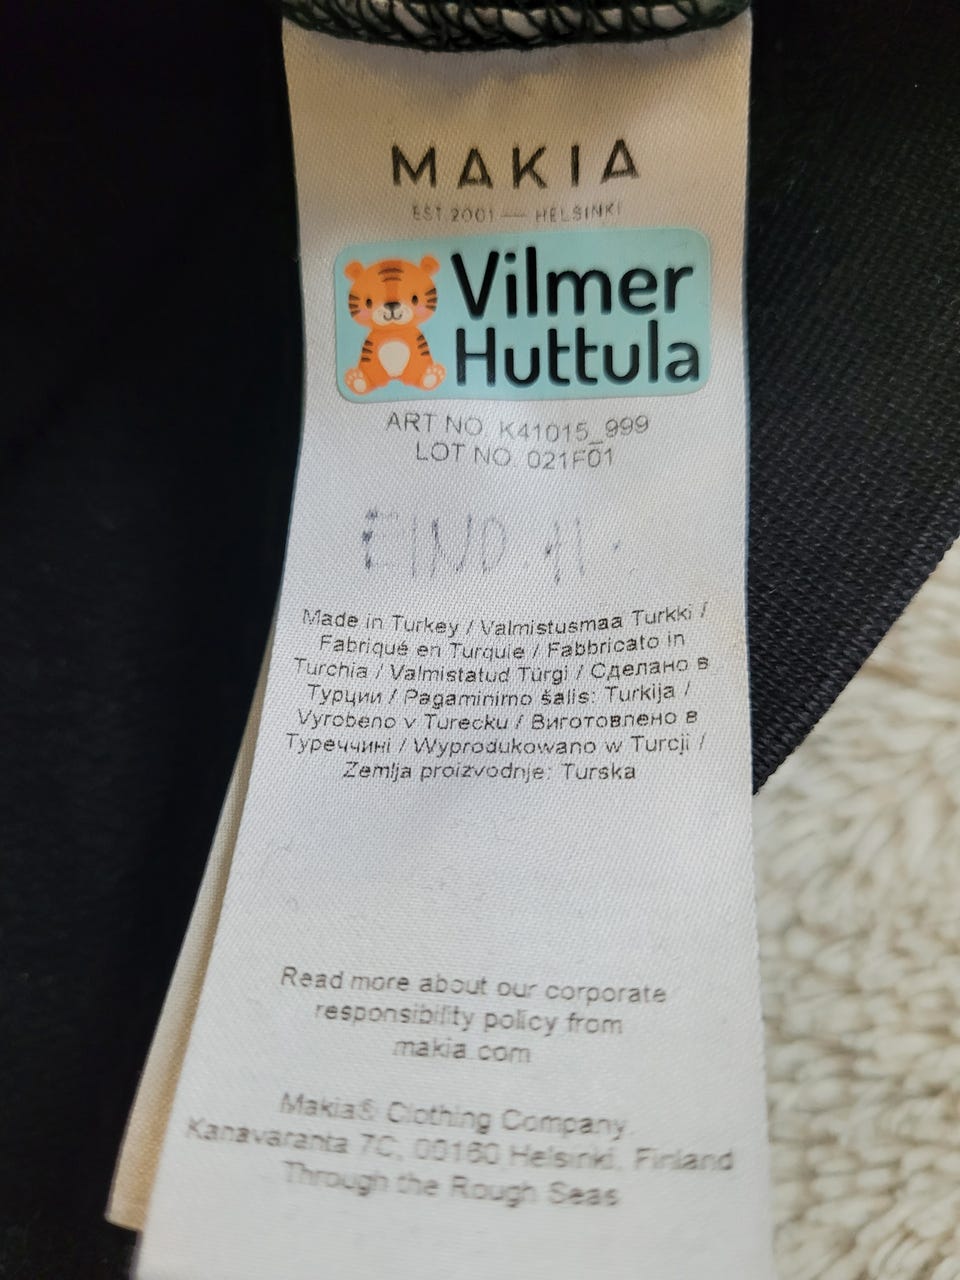 MAKIA
EST.2001 — HELSINKI
Vilmer
Huttula
ART NO. K41015_999
LOT NO. 021F01
EINO.H.
Made in Turkey / Valmistusmaa Turkki /
Fabriqué en Turquie / Fabbricato in
Turchia / Valmistatud Türgi / Сделано в
Турции / Pagaminimo šalis: Turkija /
Vyrobeno v Turecku / Виготовлено в
Туреччині / Wyprodukowano w Turcji /
Zemlja proizvodnje: Turska
Read more about our corporate
responsibility policy from
makia.com
Makia® Clothing Company,
Kanavaranta 7C, 00160 Helsinki, Finland
Through the Rough Seas